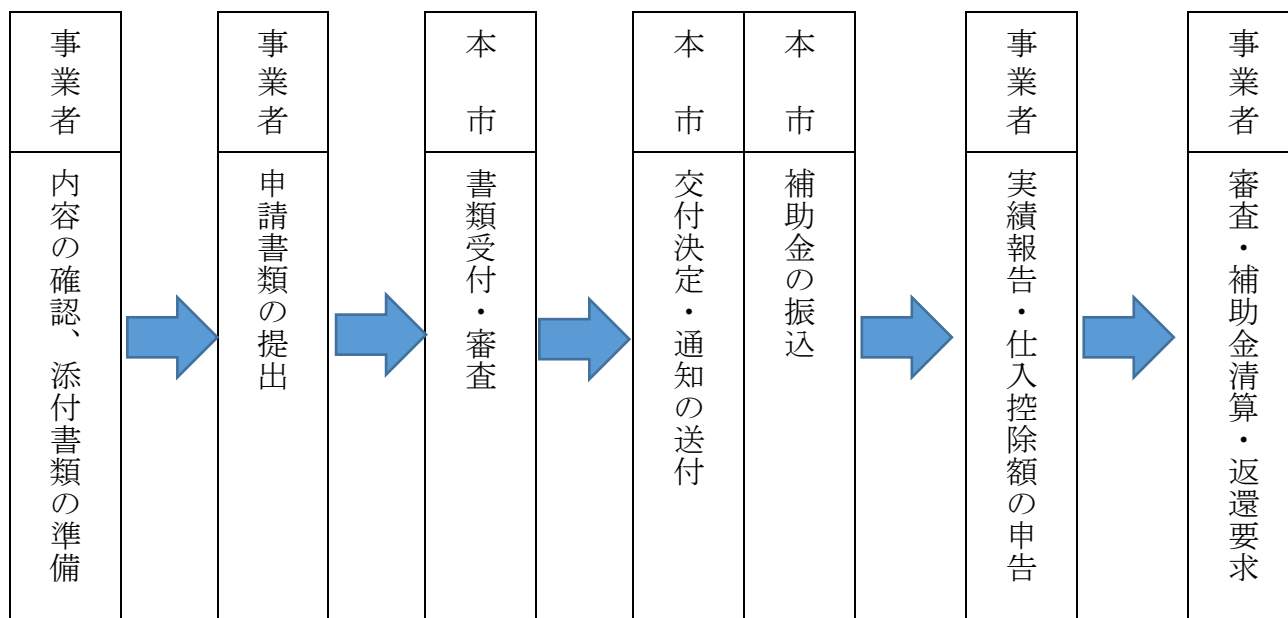 事業者
内容の確認、添付書類の準備
事業者
申請書類の提出
本市
書類受付・審査
本市
交付決定・通知の送付
本市
補助金の振込
事業者
実績報告・仕入控除額の申告
事業者
審査・補助金清算・返還要求